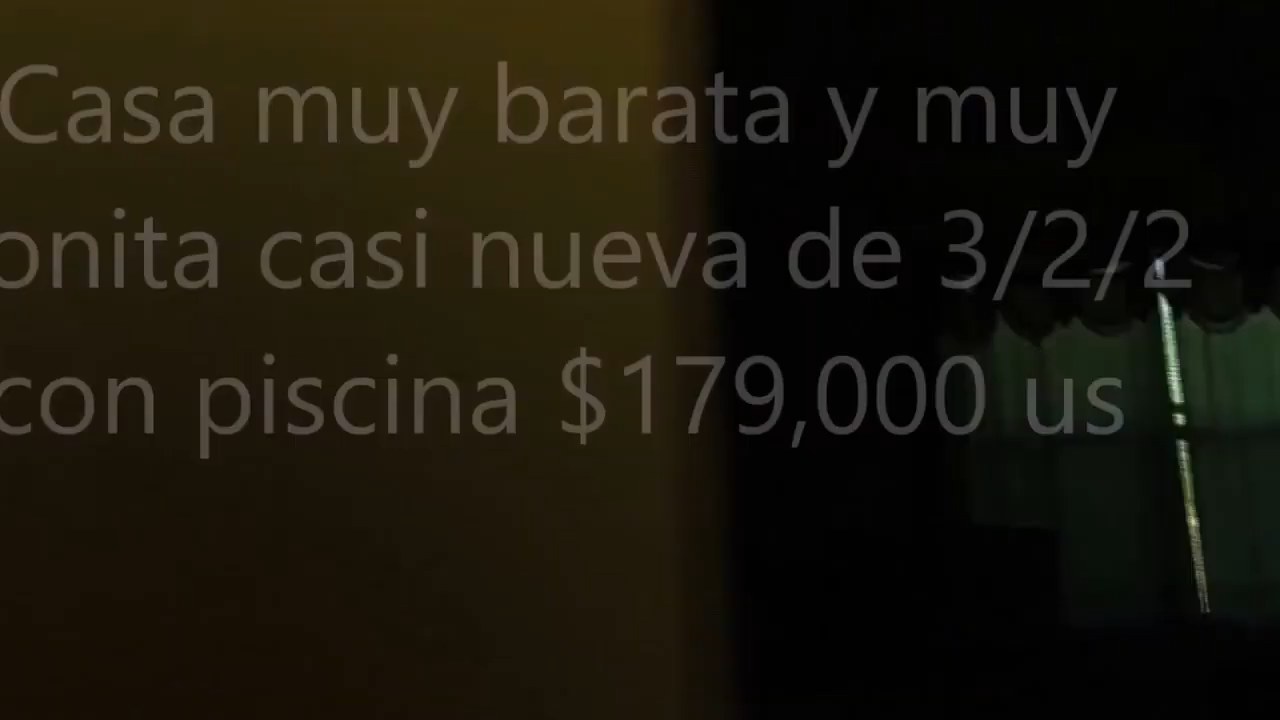 Casa muy barata y muy
onita casi nueva de 3/2/2
con piscina $179,000 us